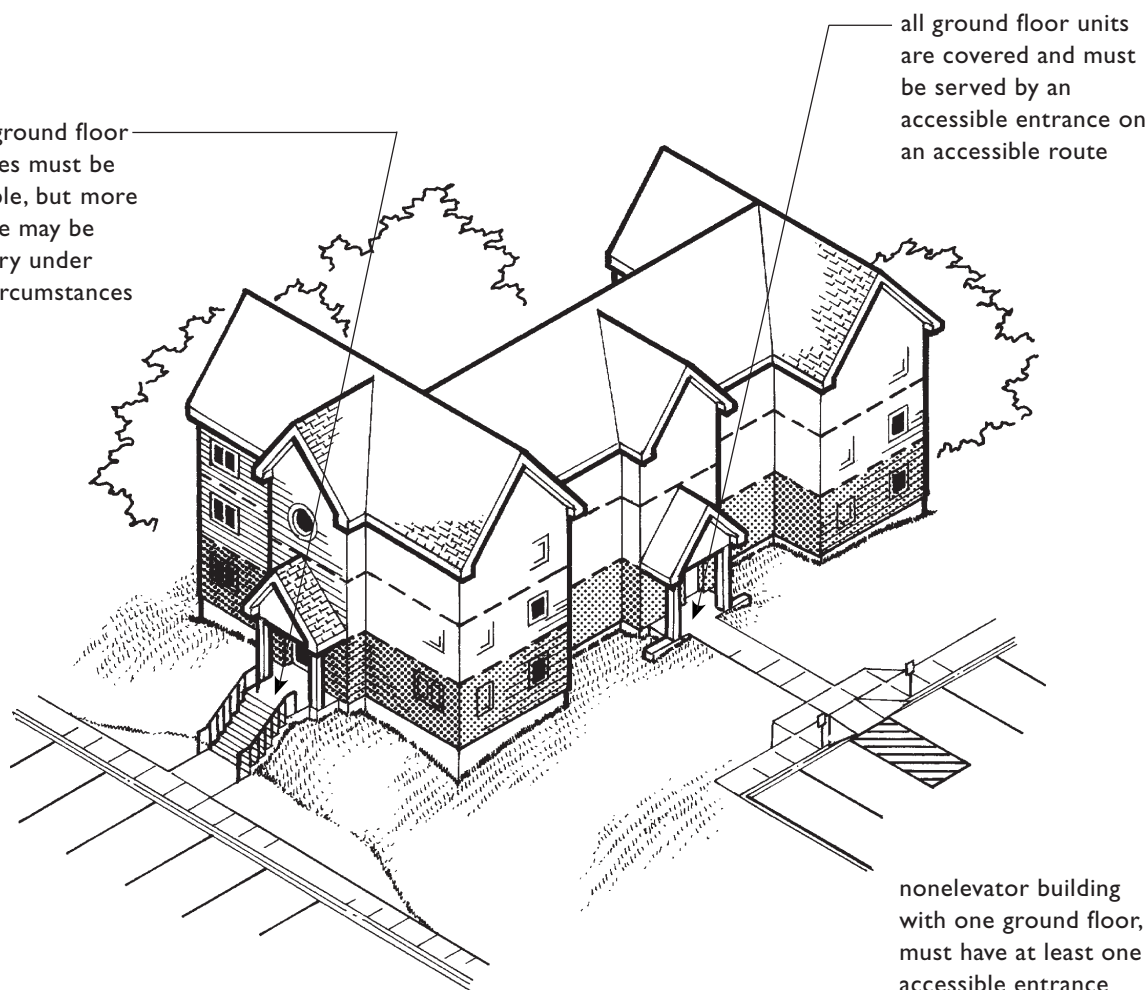 ground floor
es must be
ble, but more
e may be
ry under
ircumstances
all ground floor units
are covered and must
be served by an
accessible entrance on
an accessible route
nonelevator building
with one ground floor,
must have at least one
accessible entrance